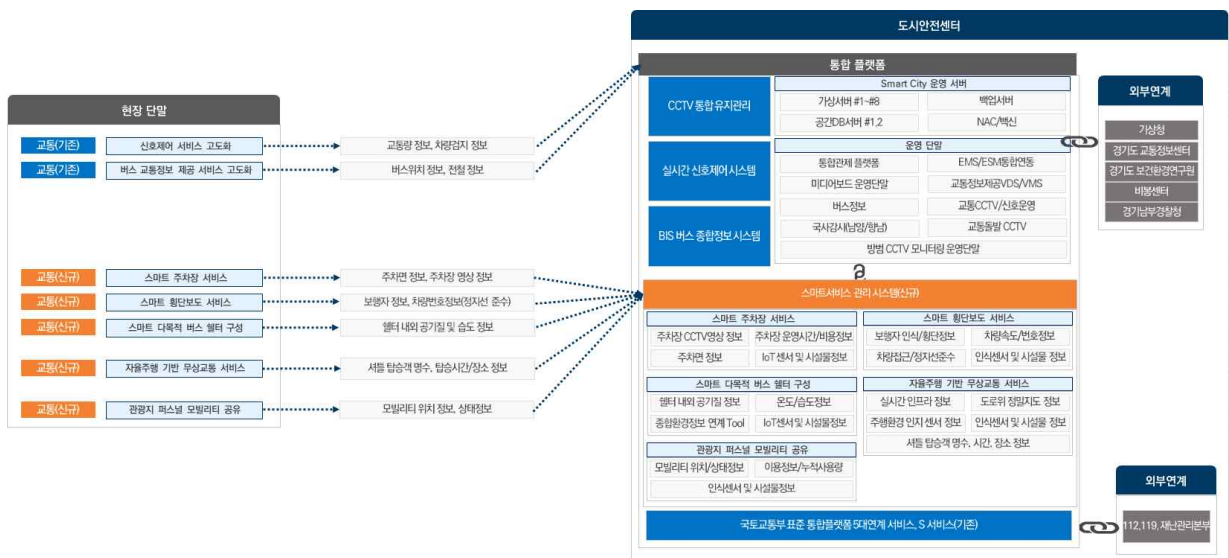 도시안전센터
통합 플랫폼
현장 단말
교통(기존)
신호제어 서비스 고도화
교통량 정보, 차량검지 정보
교통(기존)
버스 교통정보 제공 서비스 고도화
버스위치 정보, 전철 정보
교통(신규)
스마트 주차장 서비스
주차면 정보, 주차장 영상 정보
교통(신규)
스마트 횡단보도 서비스
보행자 정보, 차량번호정보(정지선 준수)
교통(신규)
스마트 다목적 버스 쉘터 구성
쉘터 내외 공기질 및 습도 정보
교통(신규)
자율주행 기반 무상교통 서비스
셔틀 탑승객 명수, 탑승시간/장소 정보
교통(신규)
관광지 퍼스널 모빌리티 공유
모빌리티 위치 정보, 상태정보
CCTV 통합 유지관리
실시간 신호제어 시스템
BIS 버스 종합정보 시스템
Smart City 운영 서버
가상서버 #1~#8
백업서버
공간DB서버 #1,2
NAC/백신
운영 단말
통합관제 플랫폼
EMS/ESM통합연동
미디어보드 운영단말
교통정보제공VDS/VMS
버스정보
교통CCTV/신호운영
국사감시(남양/향남)
교통돌발 CCTV
방범 CCTV 모니터링 운영단말
스마트서비스 관리 시스템(신규)
스마트 주차장 서비스
주차장 CCTV영상 정보
주차장 운영시간/비용정보
주차면 정보
IoT 센서 및 시설물정보
스마트 횡단보도 서비스
보행자 인식/횡단정보
차량속도/번호정보
차량접근/정지선준수
인식센서 및 시설물 정보
스마트 다목적 버스 쉘터 구성
쉘터 내외 공기질 정보
온도/습도정보
종합환경정보 연계 Tool
IoT센서 및 시설물정보
자율주행 기반 무상교통 서비스
실시간 인프라 정보
도로위 정밀지도 정보
주행환경 인지 센서 정보
인식센서 및 시설물 정보
셔틀 탑승객 명수, 시간, 장소 정보
관광지 퍼스널 모빌리티 공유
모빌리티 위치/상태정보
이용정보/누적사용량
인식센서 및 시설물정보
국토교통부 표준 통합플랫폼 5대연계 서비스, S 서비스(기존)
외부연계
기상청
경기도 교통정보센터
경기도 보건환경연구원
비봉센터
경기남부경찰청
외부연계
112,119, 재난관리본부